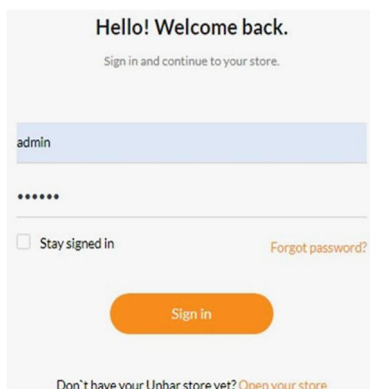 Hello! Welcome back.
Sign in and continue to your store.
admin
••••••
Stay signed in
Forgot password?
Sign in
Don`t have your Unhar store yet? Open your store